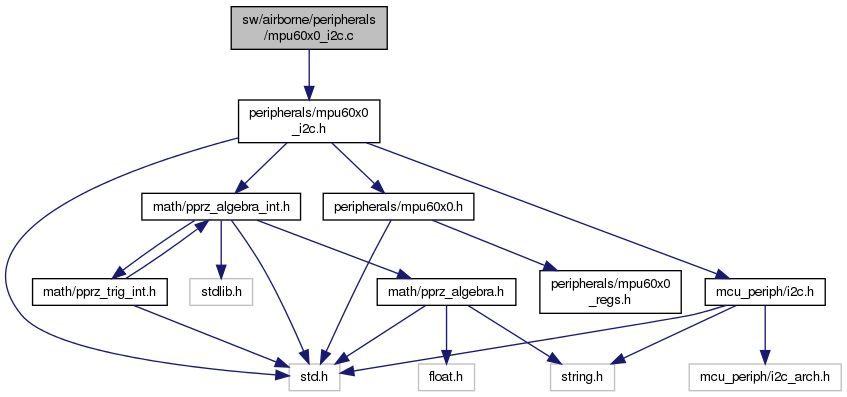 sw/airborne/peripherals
/mpu60x0_i2c.c
peripherals/mpu60x0
_i2c.h
math/pprz_algebra_int.h
peripherals/mpu60x0.h
math/pprz_trig_int.h
stdlib.h
math/pprz_algebra.h
peripherals/mpu60x0
_regs.h
mcu_periph/i2c.h
std.h
float.h
string.h
mcu_periph/i2c_arch.h